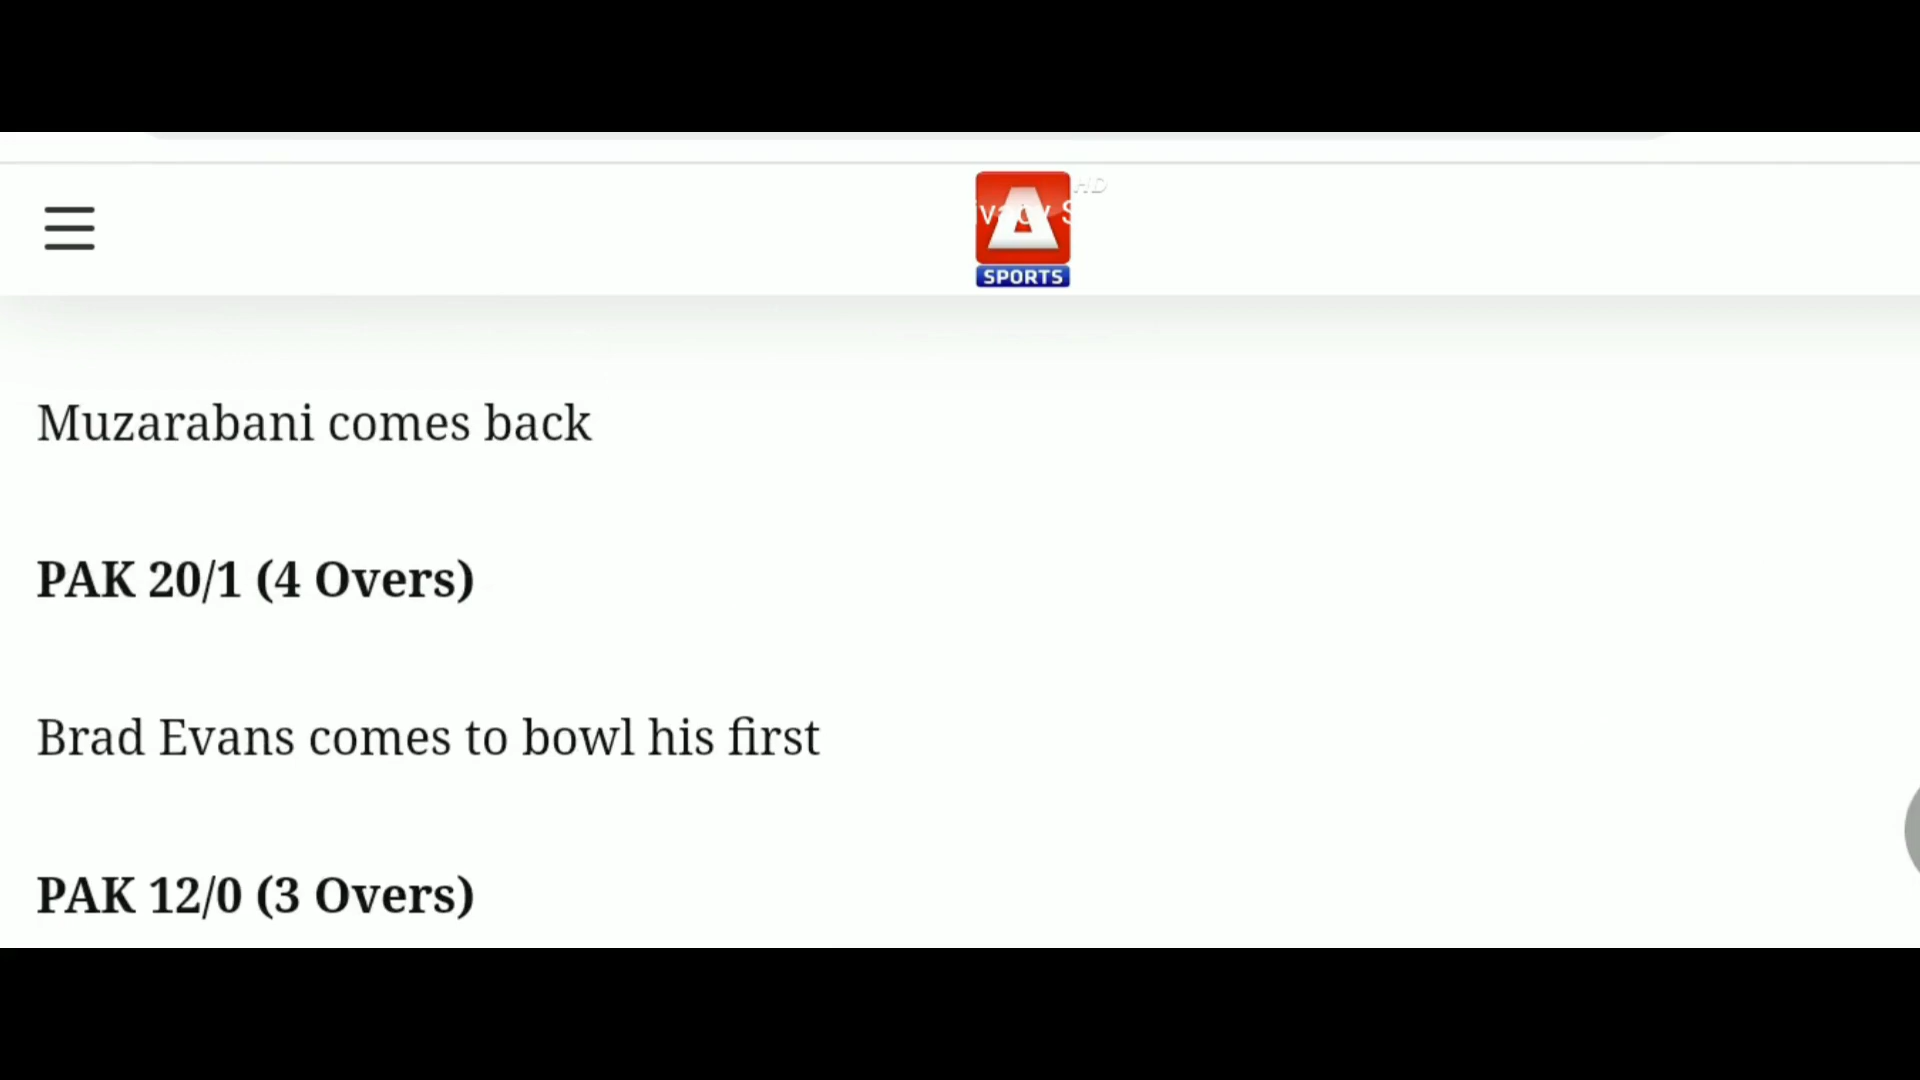 HD
A
SPORTS
Muzarabani comes back
PAK 20/1 (4 Overs)
Brad Evans comes to bowl his first
PAK 12/0 (3 Overs)